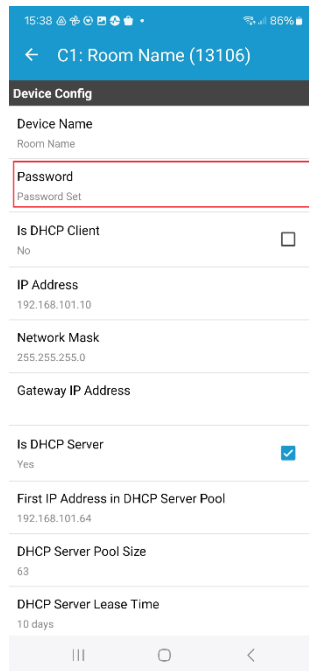 15:38 86%
C1: Room Name (13106)
Device Config
Device Name
Room Name
Password
Password Set
Is DHCP Client
No
IP Address
192.168.101.10
Network Mask
255.255.255.0
Gateway IP Address
Is DHCP Server
Yes
First IP Address in DHCP Server Pool
192.168.101.64
DHCP Server Pool Size
63
DHCP Server Lease Time
10 days